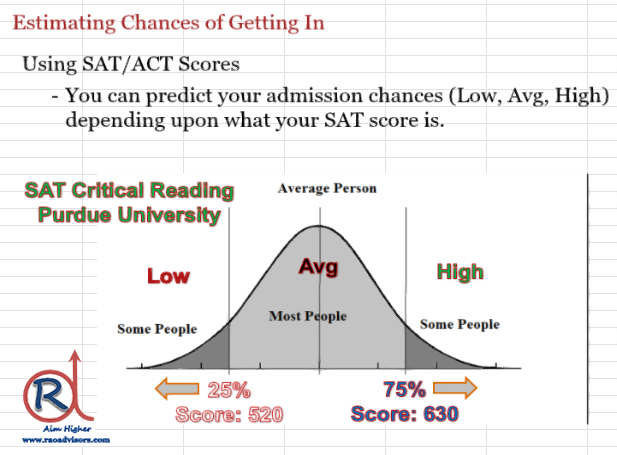 Estimating Chances of Getting In
Using SAT/ACT Scores
- You can predict your admission chances (Low, Avg, High)
depending upon what your SAT score is.
SAT Critical Reading
Purdue University
Average Person
Low
Avg
High
Some People
Most People
Some People
25%
Score: 520
75%
Score: 630
R
Aim Higher
www.raoadvisors.com